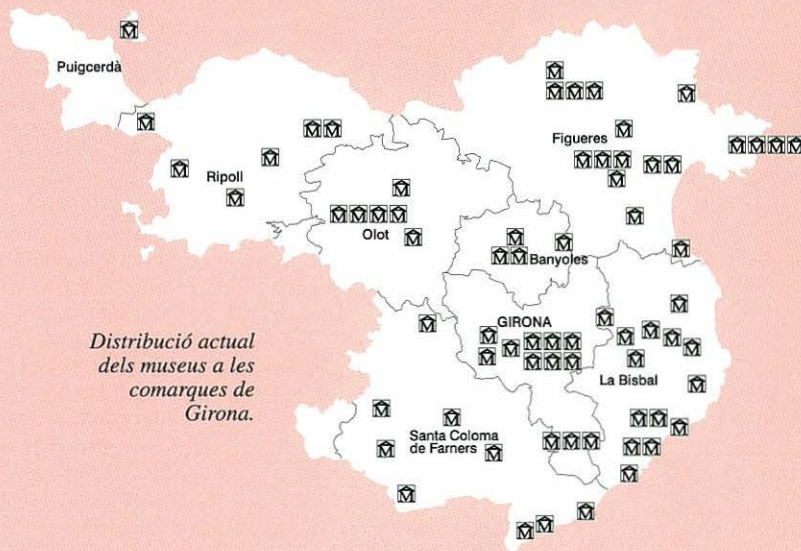 Puigcerdà
Ripoll
Olot
Figueres
Banyoles
GIRONA
La Bisbal
Santa Coloma
de Farners
Distribució actual
dels museus a les
comarques de
Girona.